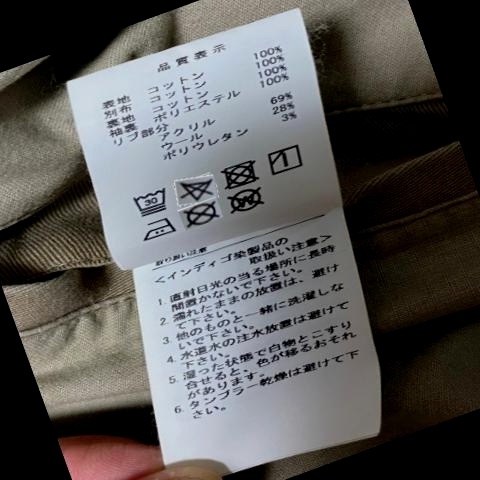 品質表示
表地 コットン 100%
別布 コットン 100%
裏地 コットン 100%
袖裏 ポリエステル 100%
リブ部分 アクリル 69%
ウール 28%
ポリウレタン 3%
30
W
取り扱い注意
<インディゴ染製品の
取扱い注意>
1. 直射日光の当る場所に長時
間置かないで下さい。
2. 濡れたままの放置は、避け
て下さい。
3. 他のものと一緒に洗濯しな
いで下さい。
4. 水道水の注水放置は避けて
下さい。
5. 湿った状態で白物とこすり
合せると、色が移るおそれ
があります。
6. タンブラー乾燥は避けて下
さい。